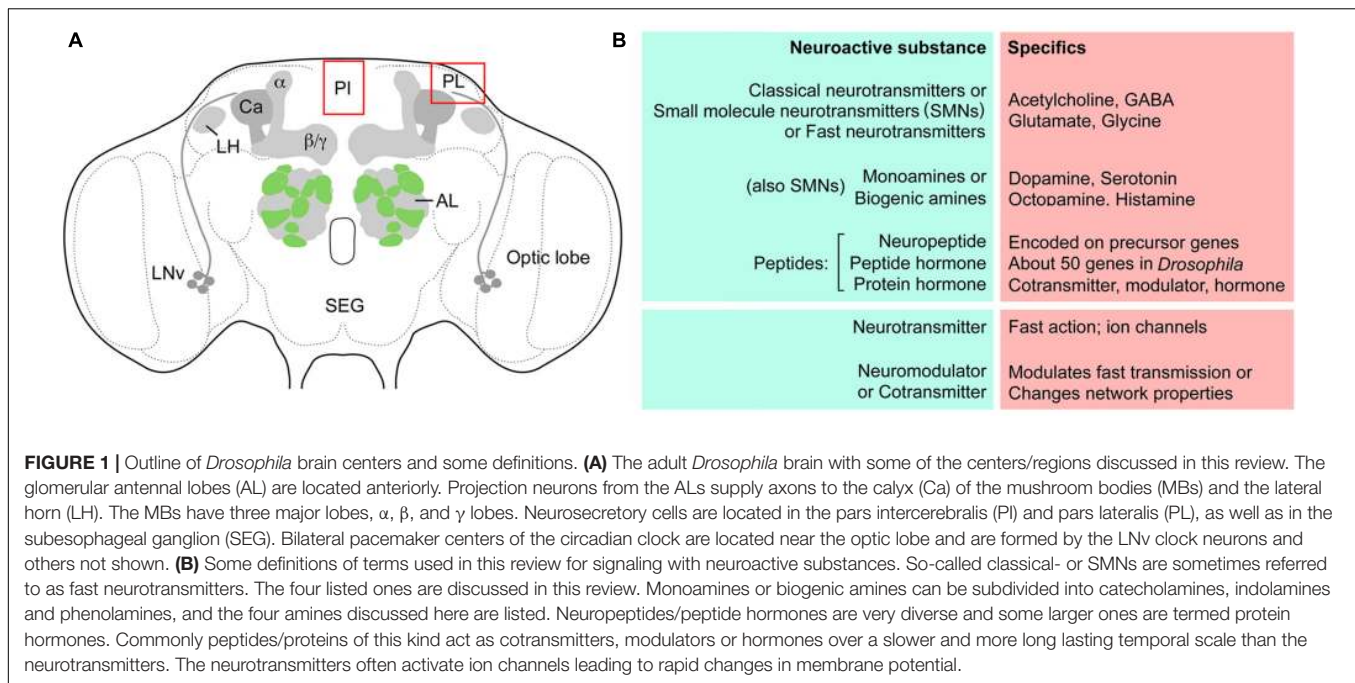 A
α
PI
PL
Ca
LH
β/γ
AL
LNv
Optic lobe
SEG
B
Neuroactive substance Specifics
Classical neurotransmitters or
Small molecule neurotransmitters (SMNs)
or Fast neurotransmitters
Acetylcholine, GABA
Glutamate, Glycine
(also SMNs) Monoamines or
Biogenic amines
Dopamine, Serotonin
Octopamine. Histamine
Peptides:
Neuropeptide
Peptide hormone
Protein hormone
Encoded on precursor genes
About 50 genes in Drosophila
Cotransmitter, modulator, hormone
Neurotransmitter Fast action; ion channels
Neuromodulator
or Cotransmitter
Modulates fast transmission or
Changes network properties
FIGURE 1 | Outline of Drosophila brain centers and some definitions. (A) The adult Drosophila brain with some of the centers/regions discussed in this review. The
glomerular antennal lobes (AL) are located anteriorly. Projection neurons from the ALs supply axons to the calyx (Ca) of the mushroom bodies (MBs) and the lateral
horn (LH). The MBs have three major lobes, α, β, and γ lobes. Neurosecretory cells are located in the pars intercerebralis (PI) and pars lateralis (PL), as well as in the
subesophageal ganglion (SEG). Bilateral pacemaker centers of the circadian clock are located near the optic lobe and are formed by the LNv clock neurons and
others not shown. (B) Some definitions of terms used in this review for signaling with neuroactive substances. So-called classical- or SMNs are sometimes referred
to as fast neurotransmitters. The four listed ones are discussed in this review. Monoamines or biogenic amines can be subdivided into catecholamines, indolamines
and phenolamines, and the four amines discussed here are listed. Neuropeptides/peptide hormones are very diverse and some larger ones are termed protein
hormones. Commonly peptides/proteins of this kind act as cotransmitters, modulators or hormones over a slower and more long lasting temporal scale than the
neurotransmitters. The neurotransmitters often activate ion channels leading to rapid changes in membrane potential.